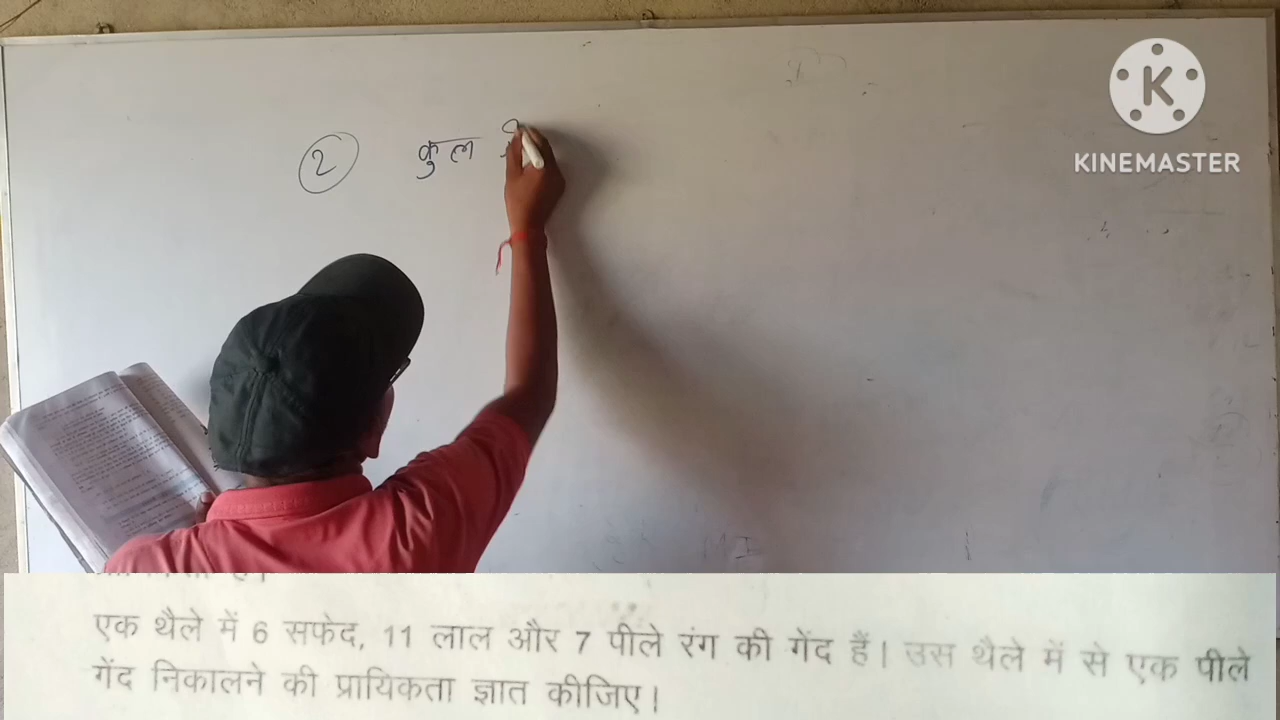 KINEMASTER
2 कुल
एक थैले में 6 सफेद, 11 लाल और 7 पीले रंग की गेंद हैं। उस थैले में से एक पीले
गेंद निकालने की प्रायिकता ज्ञात कीजिए।